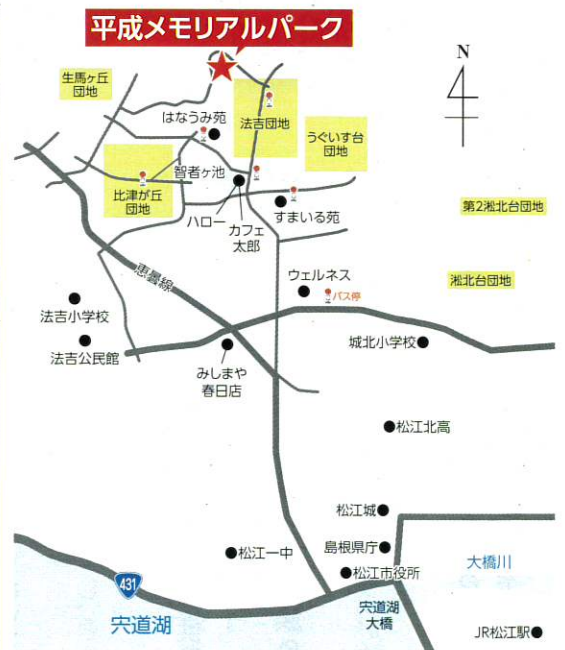 平成メモリアルパーク
N
生馬ヶ丘
団地
はなうみ苑
法吉団地
うぐいす台
団地
智者ヶ池
比津が丘
団地
ハロー
カフェ
太郎
すまいる苑
第2淞北台団地
淞北台団地
恵曇線
ウェルネス
バス停
法吉小学校
法吉公民館
みしまや
春日店
城北小学校
松江北高
松江城
島根県庁
松江一中
松江市役所
大橋川
431
宍道湖
宍道湖
大橋
JR松江駅